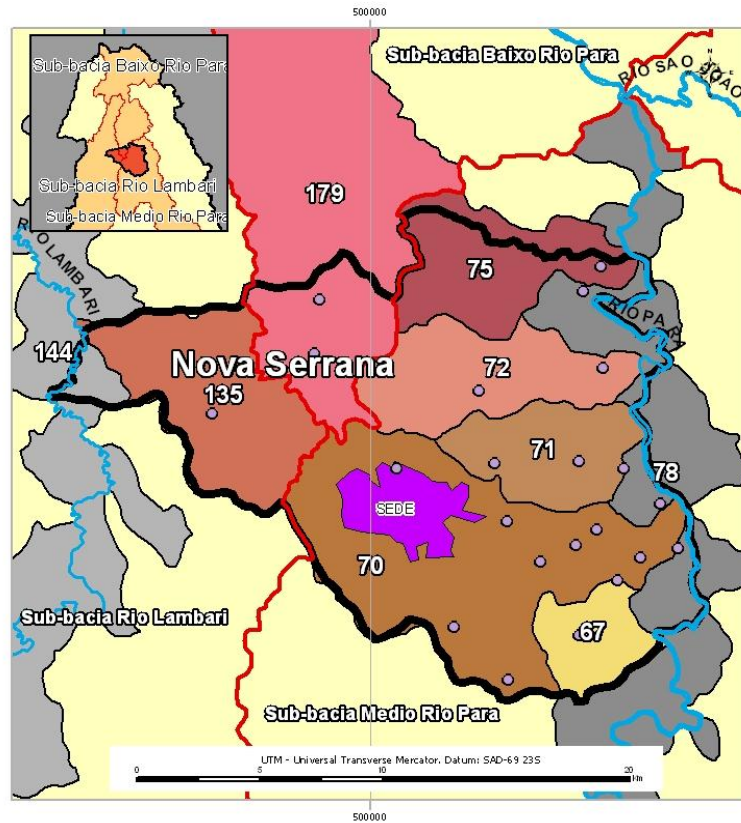 500000
Sub-bacia Baixo Rio Para
Sub-bacia Baixo Rio Para
RIO SAO JOAO
Sub-bacia Rio Lambari
Sub-bacia Medio Rio Para
179
RIO LAMBARI
75
RIO PARA
144
Nova Serrana
72
135
71
78
SEDE
70
Sub-bacia Rio Lambari
67
Sub-bacia Medio Rio Para
UTM - Universal Transverse Mercator. Datum: SAD-69 23S
0 5 10 20
km
500000